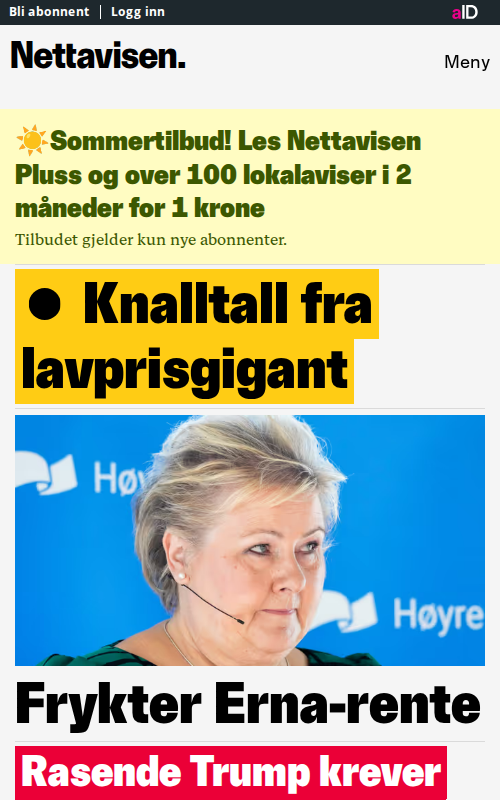 Bli abonnent | Logg inn
aID
Nettavisen.
Meny
☀️Sommertilbud! Les Nettavisen
Pluss og over 100 lokalaviser i 2
måneder for 1 krone
Tilbudet gjelder kun nye abonnenter.
● Knalltall fra
lavprisgigant
Høy
Høyre
Frykter Erna-rente
Rasende Trump krever